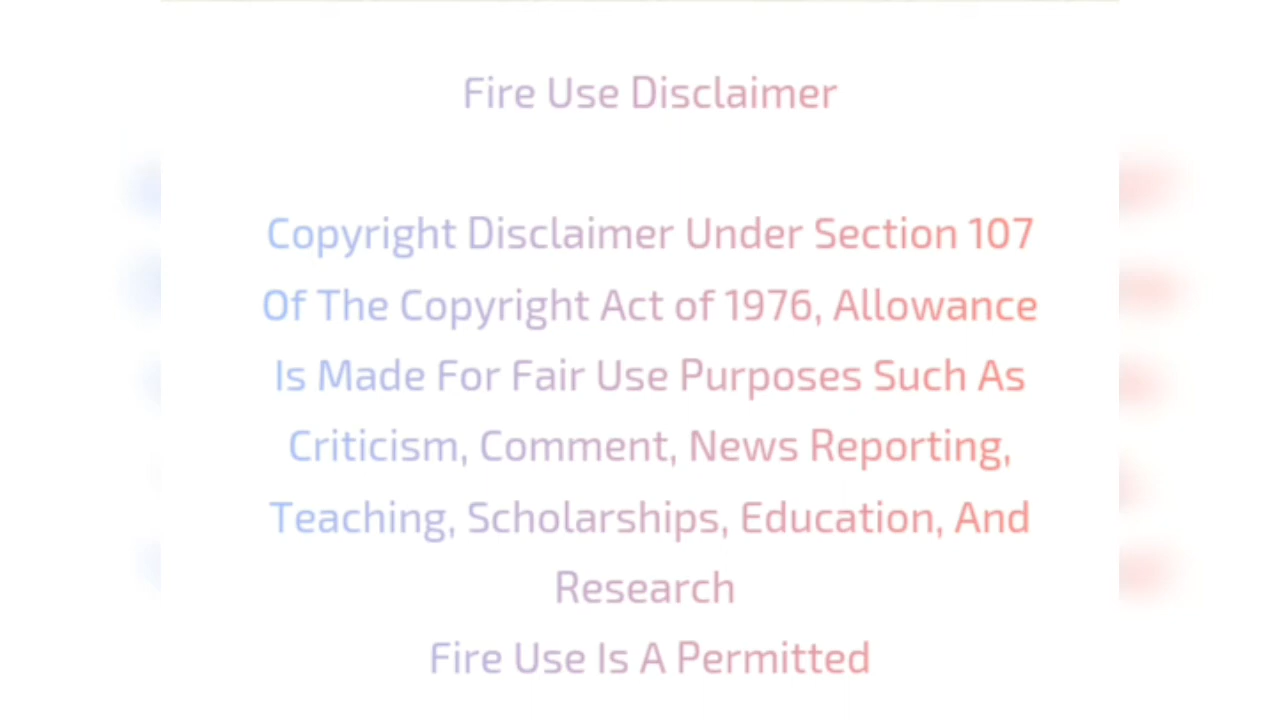 Fire Use Disclaimer
Copyright Disclaimer Under Section 107
Of The Copyright Act of 1976, Allowance
Is Made For Fair Use Purposes Such As
Criticism, Comment, News Reporting,
Teaching, Scholarships, Education, And
Research
Fire Use Is A Permitted